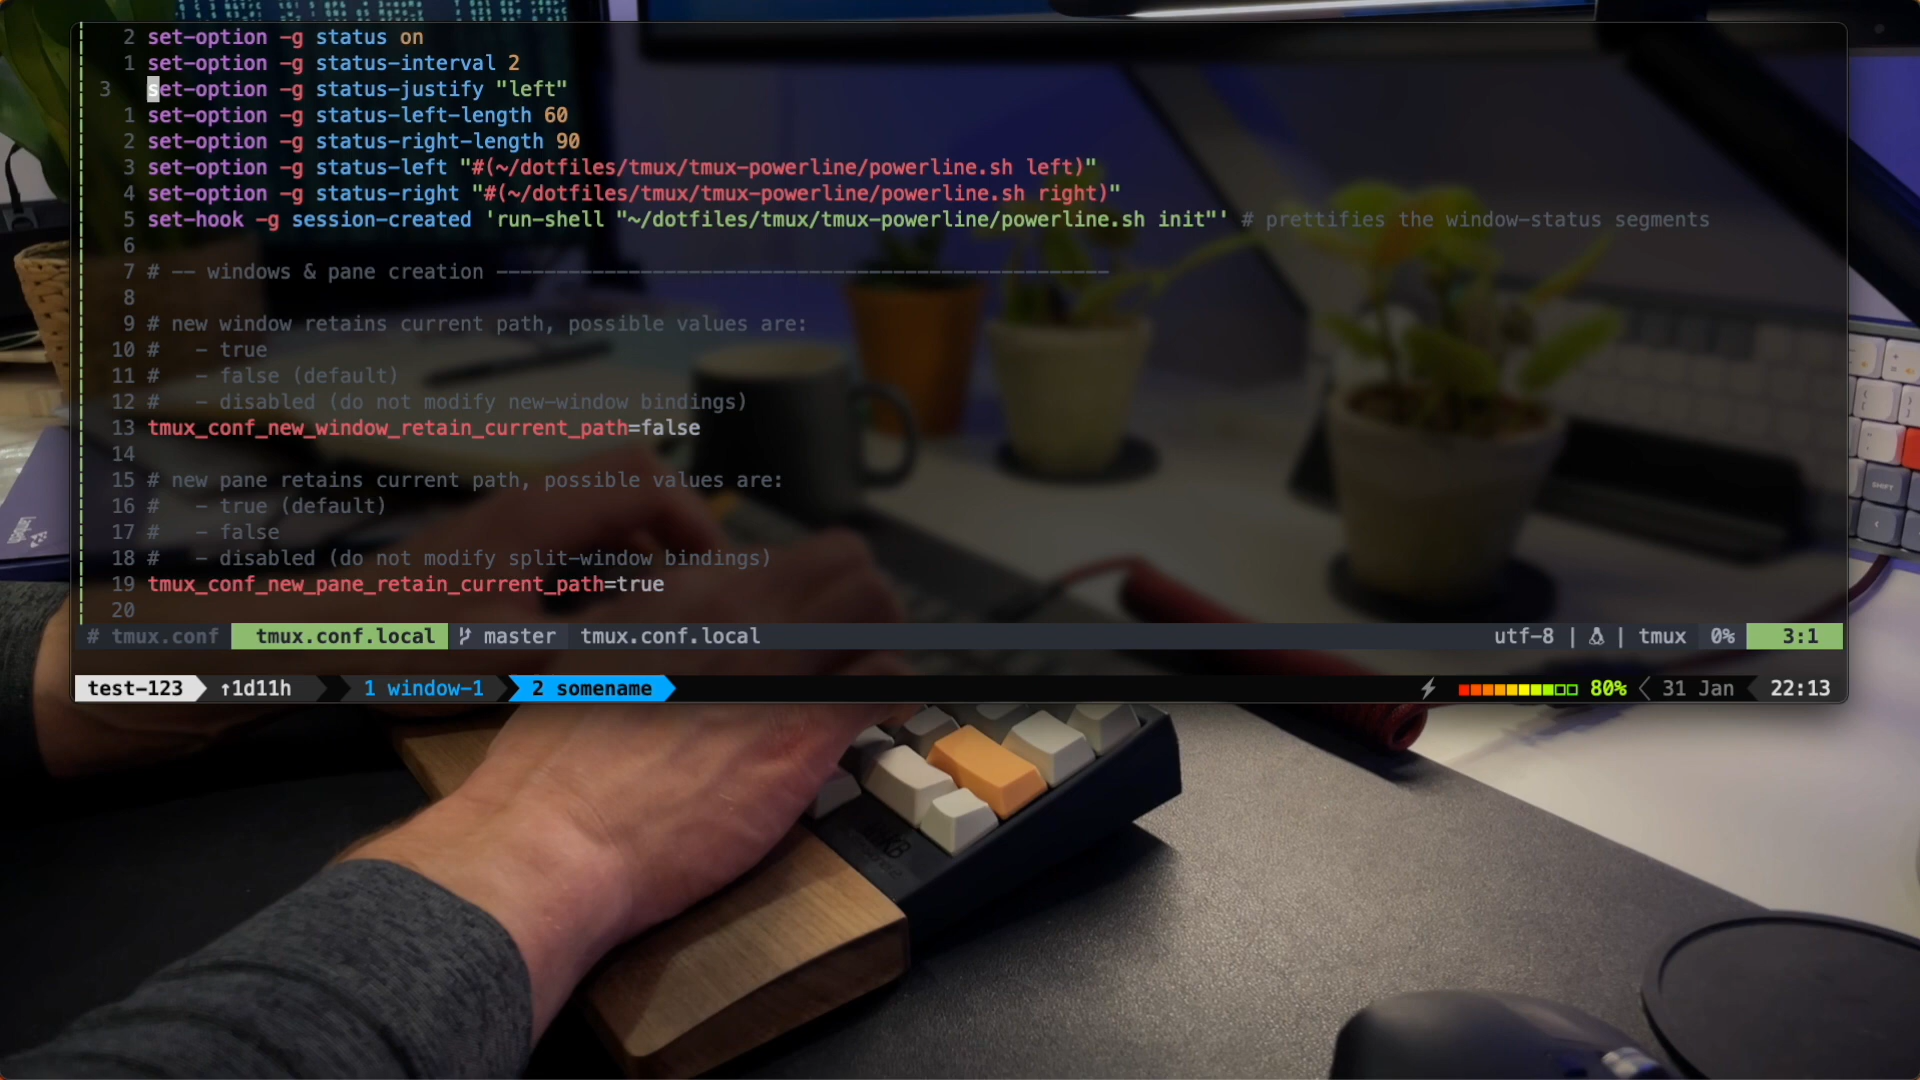 2 set-option -g status on
1 set-option -g status-interval 2
3 set-option -g status-justify "left"
1 set-option -g status-left-length 60
2 set-option -g status-right-length 90
3 set-option -g status-left "#(~/dotfiles/tmux/tmux-powerline/powerline.sh left)"
4 set-option -g status-right "#(~/dotfiles/tmux/tmux-powerline/powerline.sh right)"
5 set-hook -g session-created 'run-shell "~/dotfiles/tmux/tmux-powerline/powerline.sh init"' # prettifies the window-status segments
6
7 # -- windows & pane creation ---------------------------------------------------
8
9 # new window retains current path, possible values are:
10 #   - true
11 #   - false (default)
12 #   - disabled (do not modify new-window bindings)
13 tmux_conf_new_window_retain_current_path=false
14
15 # new pane retains current path, possible values are:
16 #   - true (default)
17 #   - false
18 #   - disabled (do not modify split-window bindings)
19 tmux_conf_new_pane_retain_current_path=true
20
# tmux.conf tmux.conf.local master tmux.conf.local utf-8 | | tmux 0% 3:1
test-123 ↑1d11h 1 window-1 2 somename 80% 31 Jan 22:13
SHIFT